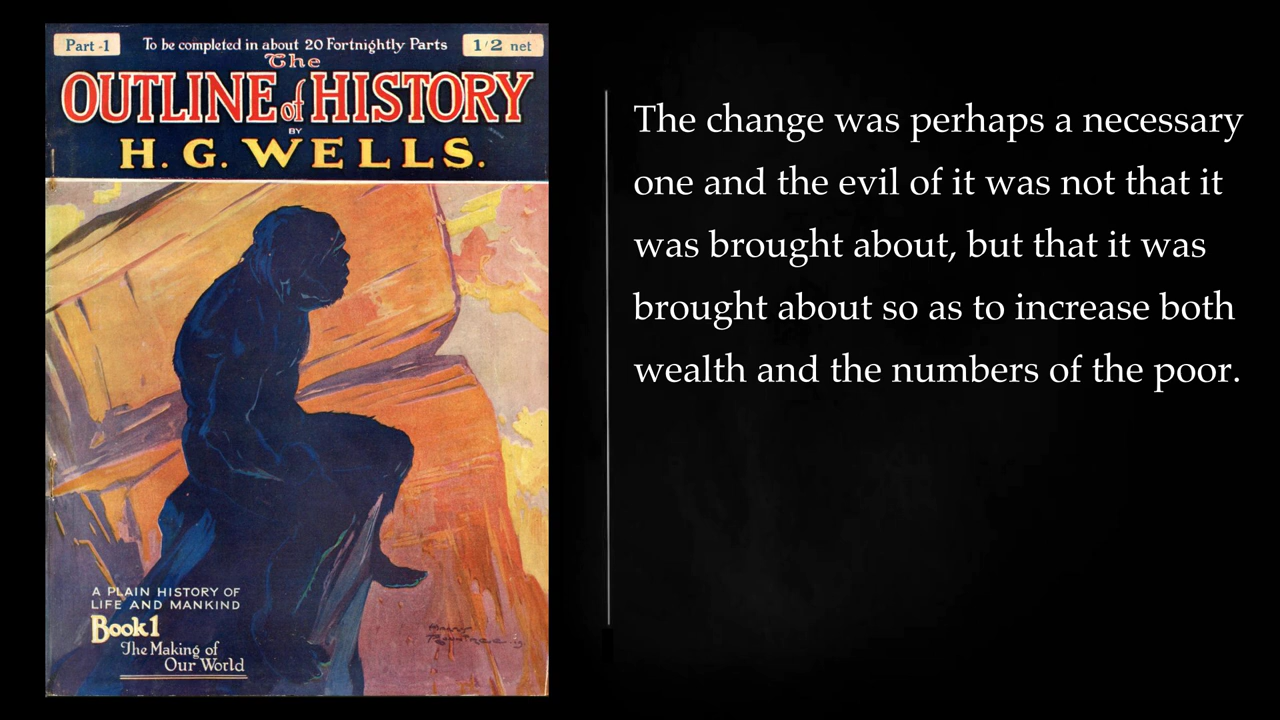 Part -1
To be completed in about 20 Fortnightly Parts
1/2 net
The
OUTLINE of HISTORY
BY
H. G. WELLS.
A PLAIN HISTORY OF
LIFE AND MANKIND
Book 1
The Making of
Our World
The change was perhaps a necessary
one and the evil of it was not that it
was brought about, but that it was
brought about so as to increase both
wealth and the numbers of the poor.